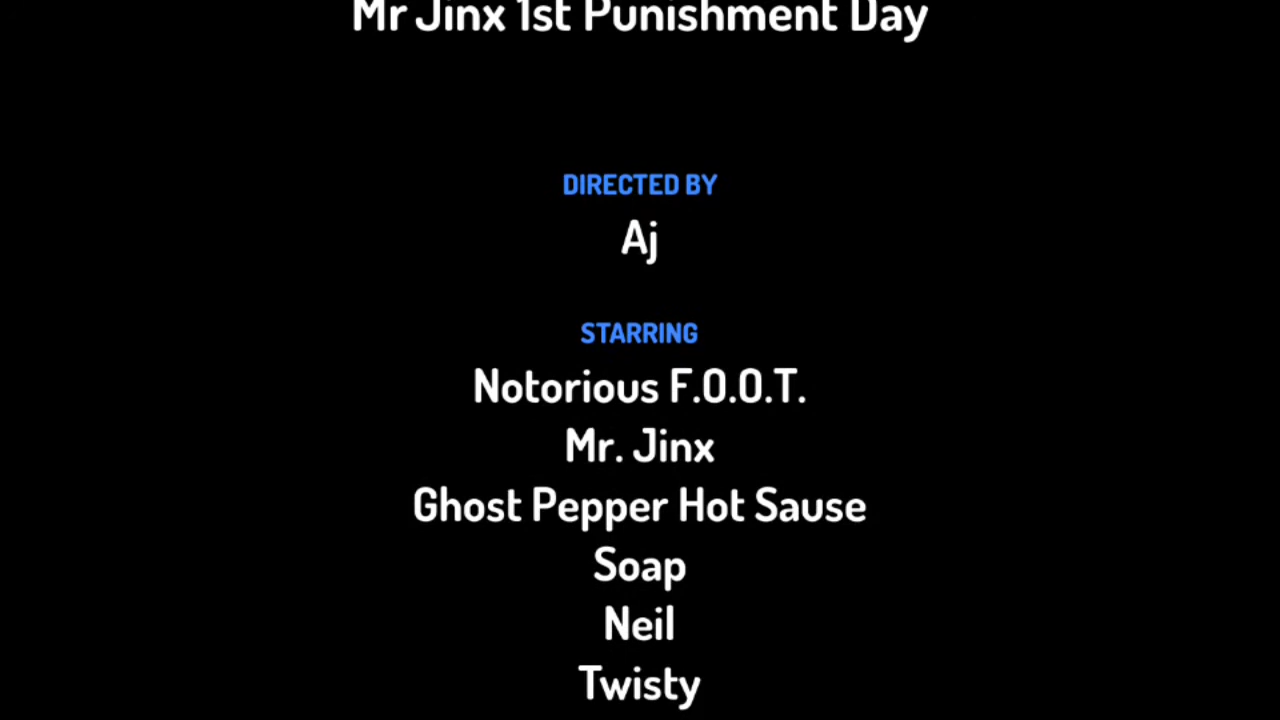 Mr Jinx 1st Punishment Day
DIRECTED BY
Aj
STARRING
Notorious F.O.O.T.
Mr. Jinx
Ghost Pepper Hot Sause
Soap
Neil
Twisty